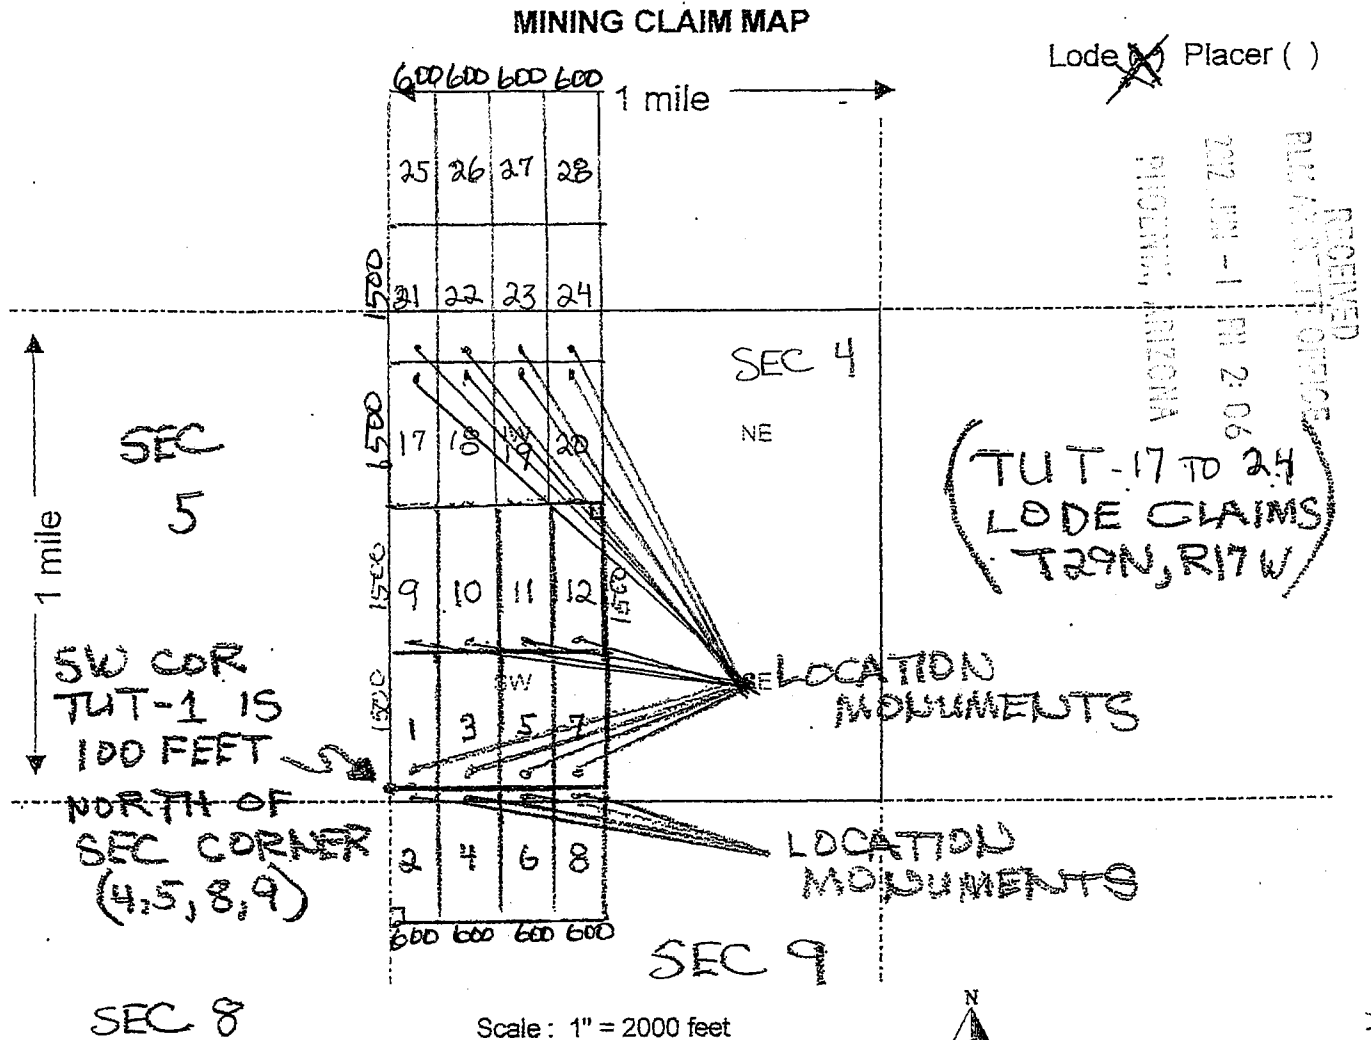 MINING CLAIM MAP
Lode (X) Placer ( )
600 600 600 600
1 mile
25 26 27 28
RECEIVED
OFFICE
2:06
ARIZONA
1500
21 22 23 24
SEC 4
NE
1500
17 18 19 20
SEC
5
1 mile
(TUT-17 TO 24
LODE CLAIMS
T29N, R17W)
1500
9 10 11 12
1500
SW COR
TUT-1 IS
100 FEET
NORTH OF
SEC CORNER
(4,5,8,9)
SW
SE LOCATION
MONUMENTS
1500
1 3 5 7
2 4 6 8
LOCATION
MONUMENTS
600 600 600 600
SEC 9
SEC 8
Scale : 1" = 2000 feet
N